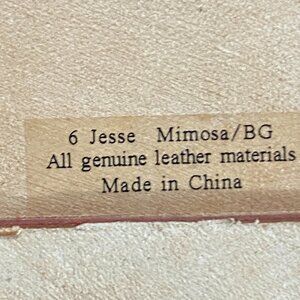 6 Jesse Mimosa/BG
All genuine leather materials
Made in China